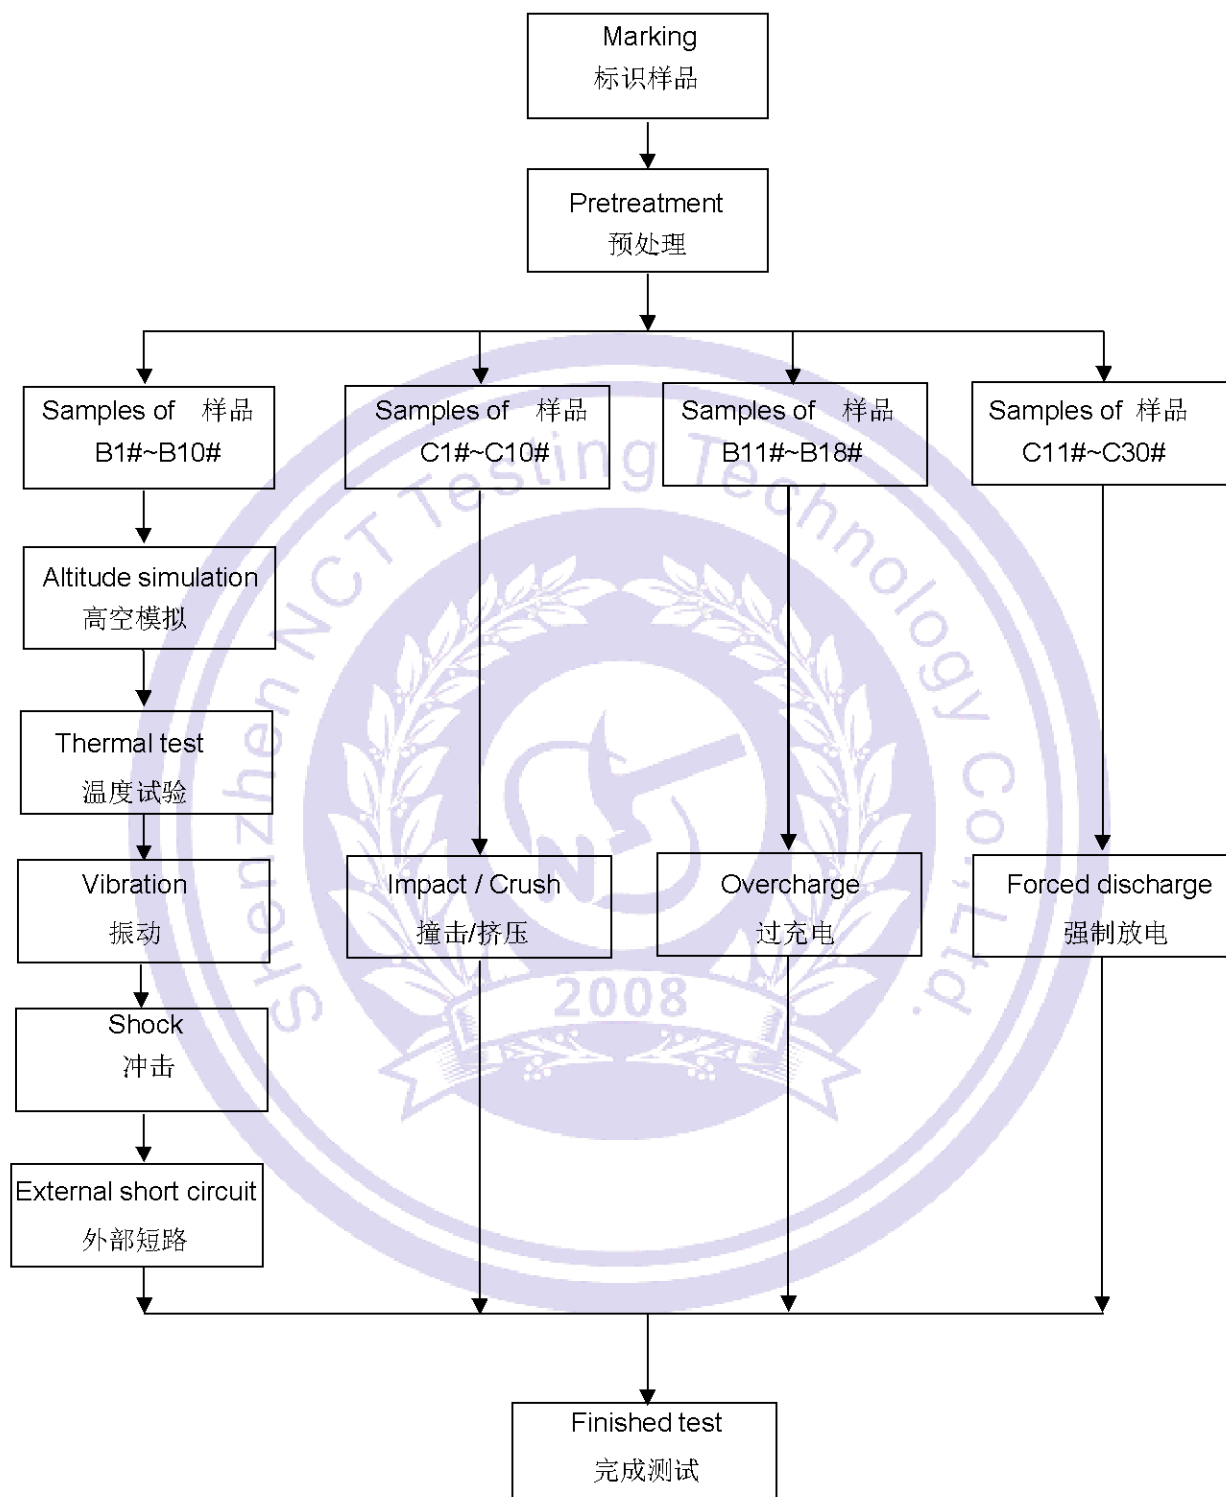 Marking
标识样品
Pretreatment
预处理
Samples of 样品
B1#~B10#
Samples of 样品
C1#~C10#
Samples of 样品
B11#~B18#
Samples of 样品
C11#~C30#
Altitude simulation
高空模拟
Thermal test
温度试验
Vibration
振动
Impact / Crush
撞击/挤压
Overcharge
过充电
Forced discharge
强制放电
Shock
冲击
External short circuit
外部短路
Finished test
完成测试
Shenzhen NCT Testing Technology Co.,Ltd.
N
2008